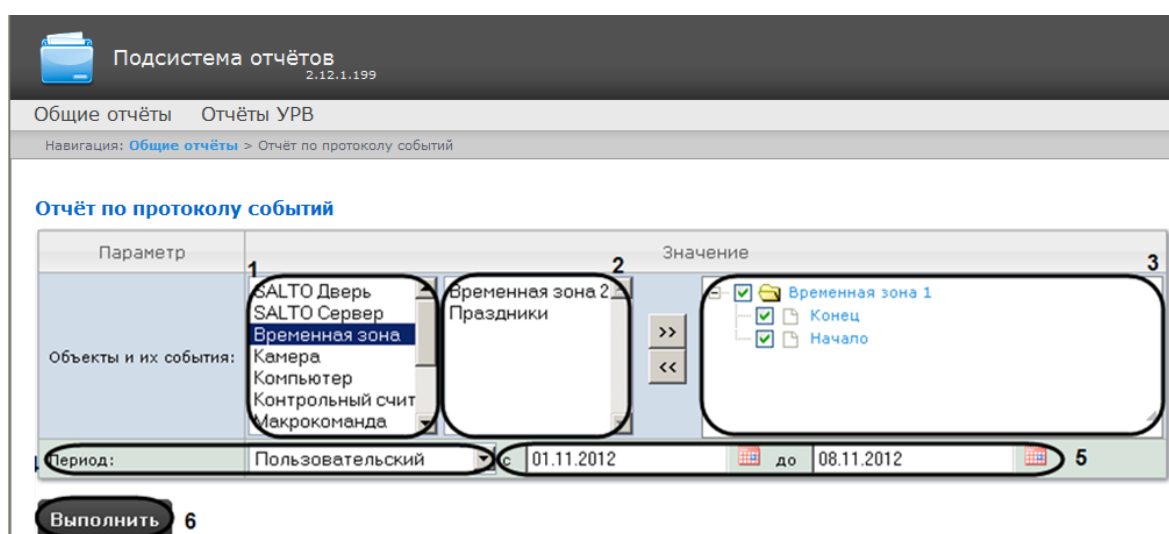 Подсистема отчётов
2.12.1.199
Общие отчёты Отчёты УРВ
Навигация: Общие отчёты > Отчёт по протоколу событий
Отчёт по протоколу событий
Параметр Значение
1 2 3
Объекты и их события:
SALTO Дверь
SALTO Сервер
Временная зона
Камера
Компьютер
Контрольный счит
Макрокоманда
Временная зона 2
Праздники
>>
<<
Временная зона 1
Конец
Начало
4 Период: Пользовательский с 01.11.2012 до 08.11.2012 5
Выполнить 6